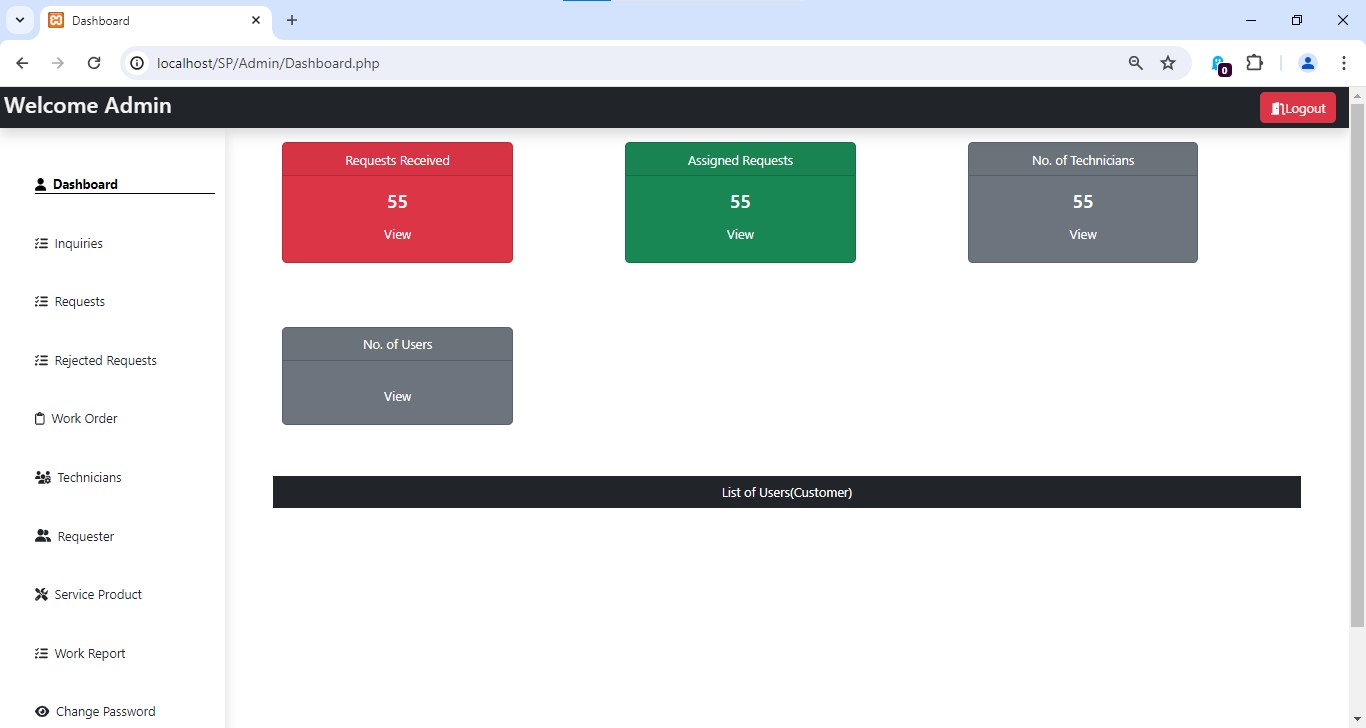 Dashboard
localhost/SP/Admin/Dashboard.php
0
Welcome Admin
Logout
Dashboard
Inquiries
Requests
Rejected Requests
Work Order
Technicians
Requester
Service Product
Work Report
Change Password
Requests Received
55
View
Assigned Requests
55
View
No. of Technicians
55
View
No. of Users
View
List of Users(Customer)